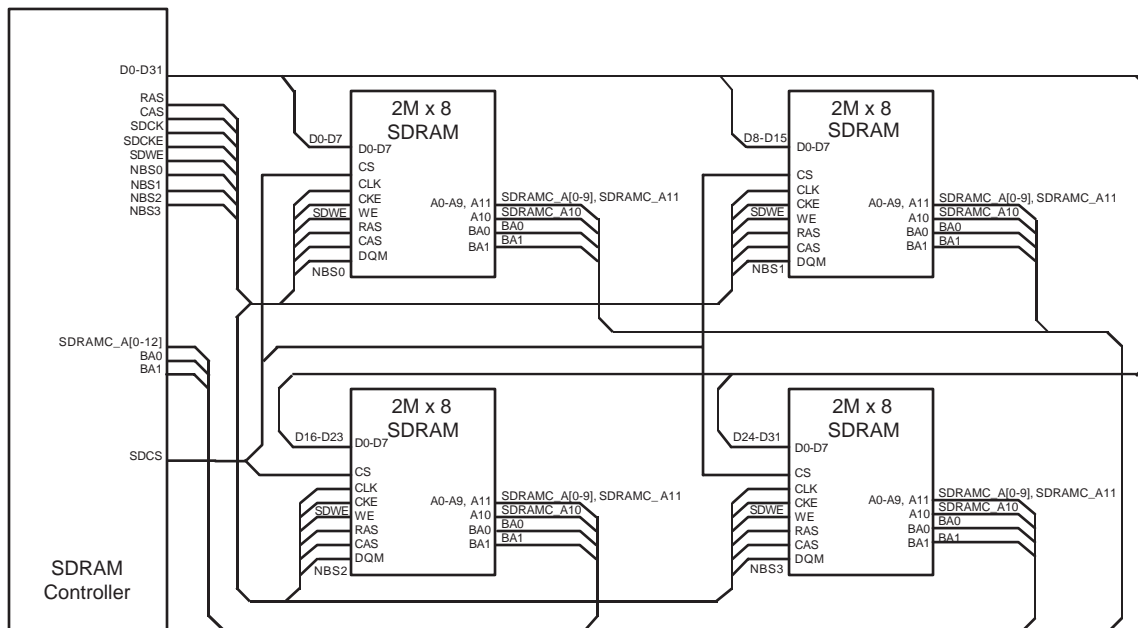 D0-D31
RAS
CAS
SDCK
SDCKE
SDWE
NBS0
NBS1
NBS2
NBS3
SDRAMC_A[0-12]
BA0
BA1
SDCS
SDRAM
Controller
2M x 8
SDRAM
D0-D7
D0-D7
CS
CLK
CKE
SDWE
WE
RAS
CAS
DQM
NBS0
A0-A9, A11
A10
BA0
BA1
SDRAMC_A[0-9], SDRAMC_A11
SDRAMC_A10
BA0
BA1
2M x 8
SDRAM
D8-D15
D0-D7
CS
CLK
CKE
SDWE
WE
RAS
CAS
DQM
NBS1
A0-A9, A11
A10
BA0
BA1
SDRAMC_A[0-9], SDRAMC_A11
SDRAMC_A10
BA0
BA1
2M x 8
SDRAM
D16-D23
D0-D7
CS
CLK
CKE
SDWE
WE
RAS
CAS
DQM
NBS2
A0-A9, A11
A10
BA0
BA1
SDRAMC_A[0-9], SDRAMC_A11
SDRAMC_A10
BA0
BA1
2M x 8
SDRAM
D24-D31
D0-D7
CS
CLK
CKE
SDWE
WE
RAS
CAS
DQM
NBS3
A0-A9, A11
A10
BA0
BA1
SDRAMC_A[0-9], SDRAMC_A11
SDRAMC_A10
BA0
BA1